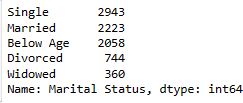 Single 2943
Married 2223
Below Age 2058
Divorced 744
Widowed 360
Name: Marital Status, dtype: int64